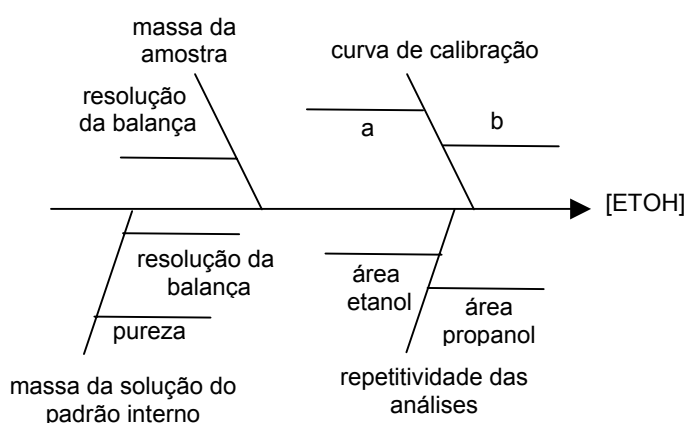 massa da
amostra
curva de calibração
resolução
da balança
a
b
[ETOH]
resolução da
balança
pureza
área
etanol
área
propanol
massa da solução do
padrão interno
repetitividade das
análises